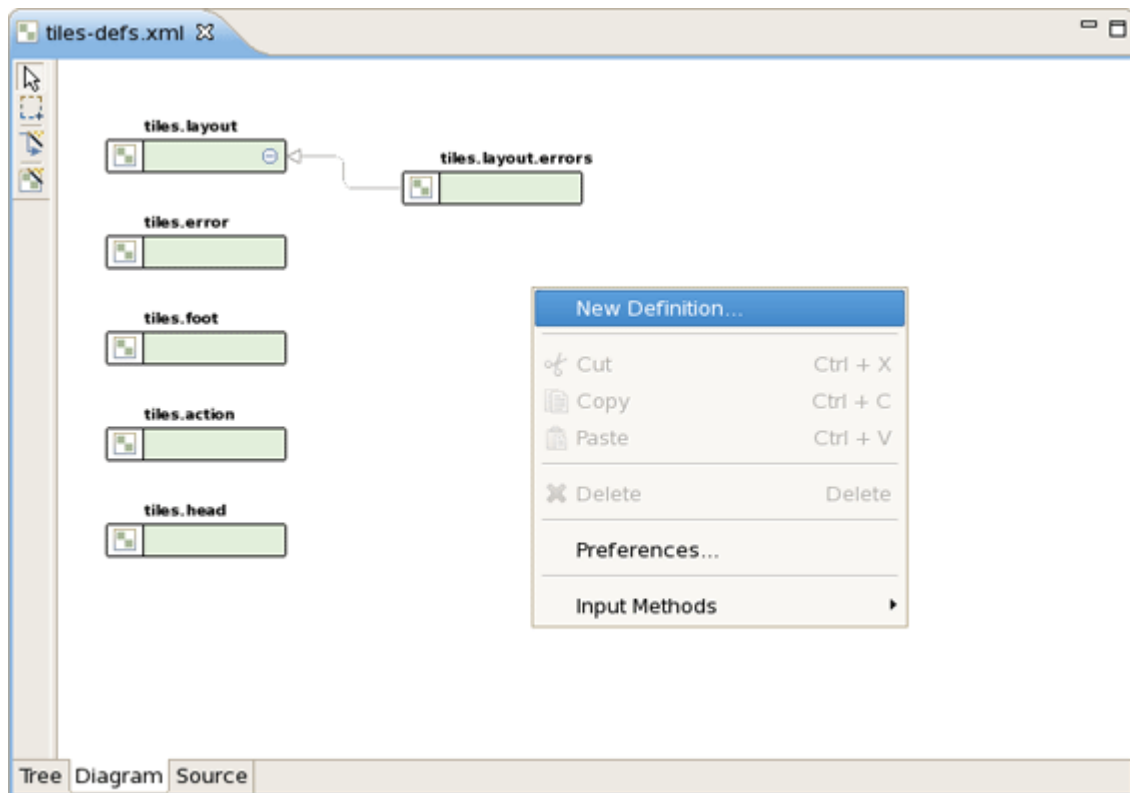 tiles-defs.xml
tiles.layout
tiles.layout.errors
tiles.error
tiles.foot
tiles.action
tiles.head
New Definition...
Cut Ctrl + X
Copy Ctrl + C
Paste Ctrl + V
Delete Delete
Preferences...
Input Methods
Tree Diagram Source